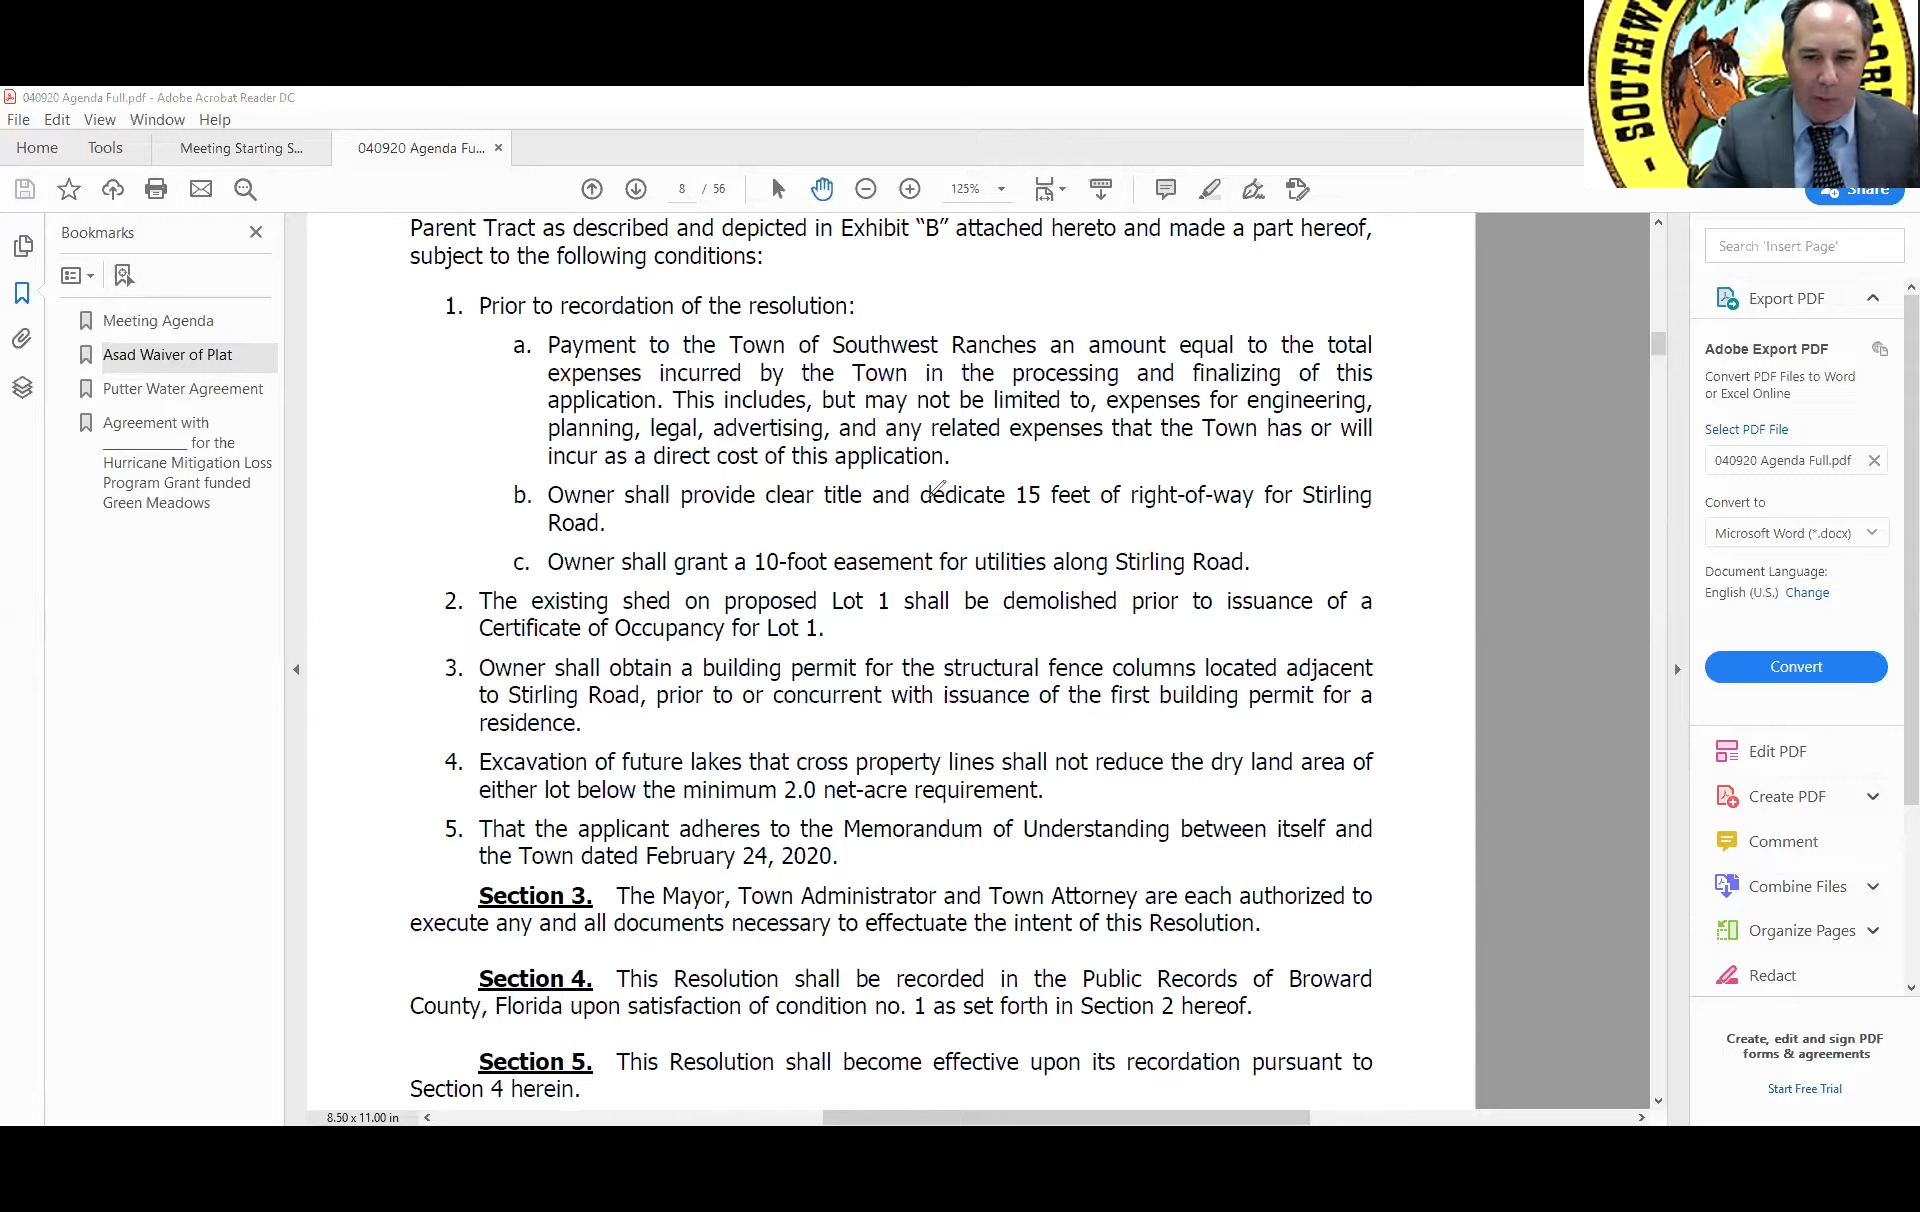 040920 Agenda Full.pdf - Adobe Acrobat Reader DC
File Edit View Window Help
Home Tools Meeting Starting S... 040920 Agenda Fu... ×
8 / 56 125%
Share
SOUTHW
Bookmarks
Meeting Agenda
Asad Waiver of Plat
Putter Water Agreement
Agreement with
__________ for the
Hurricane Mitigation Loss
Program Grant funded
Green Meadows
Parent Tract as described and depicted in Exhibit “B” attached hereto and made a part hereof,
subject to the following conditions:
1. Prior to recordation of the resolution:
a. Payment to the Town of Southwest Ranches an amount equal to the total
expenses incurred by the Town in the processing and finalizing of this
application. This includes, but may not be limited to, expenses for engineering,
planning, legal, advertising, and any related expenses that the Town has or will
incur as a direct cost of this application.
b. Owner shall provide clear title and dedicate 15 feet of right-of-way for Stirling
Road.
c. Owner shall grant a 10-foot easement for utilities along Stirling Road.
2. The existing shed on proposed Lot 1 shall be demolished prior to issuance of a
Certificate of Occupancy for Lot 1.
3. Owner shall obtain a building permit for the structural fence columns located adjacent
to Stirling Road, prior to or concurrent with issuance of the first building permit for a
residence.
4. Excavation of future lakes that cross property lines shall not reduce the dry land area of
either lot below the minimum 2.0 net-acre requirement.
5. That the applicant adheres to the Memorandum of Understanding between itself and
the Town dated February 24, 2020.
Section 3. The Mayor, Town Administrator and Town Attorney are each authorized to
execute any and all documents necessary to effectuate the intent of this Resolution.
Section 4. This Resolution shall be recorded in the Public Records of Broward
County, Florida upon satisfaction of condition no. 1 as set forth in Section 2 hereof.
Section 5. This Resolution shall become effective upon its recordation pursuant to
Section 4 herein.
8.50 x 11.00 in
Search 'Insert Page'
Export PDF
Adobe Export PDF
Convert PDF Files to Word
or Excel Online
Select PDF File
040920 Agenda Full.pdf
Convert to
Microsoft Word (*.docx)
Document Language:
English (U.S.) Change
Convert
Edit PDF
Create PDF
Comment
Combine Files
Organize Pages
Redact
Create, edit and sign PDF
forms & agreements
Start Free Trial